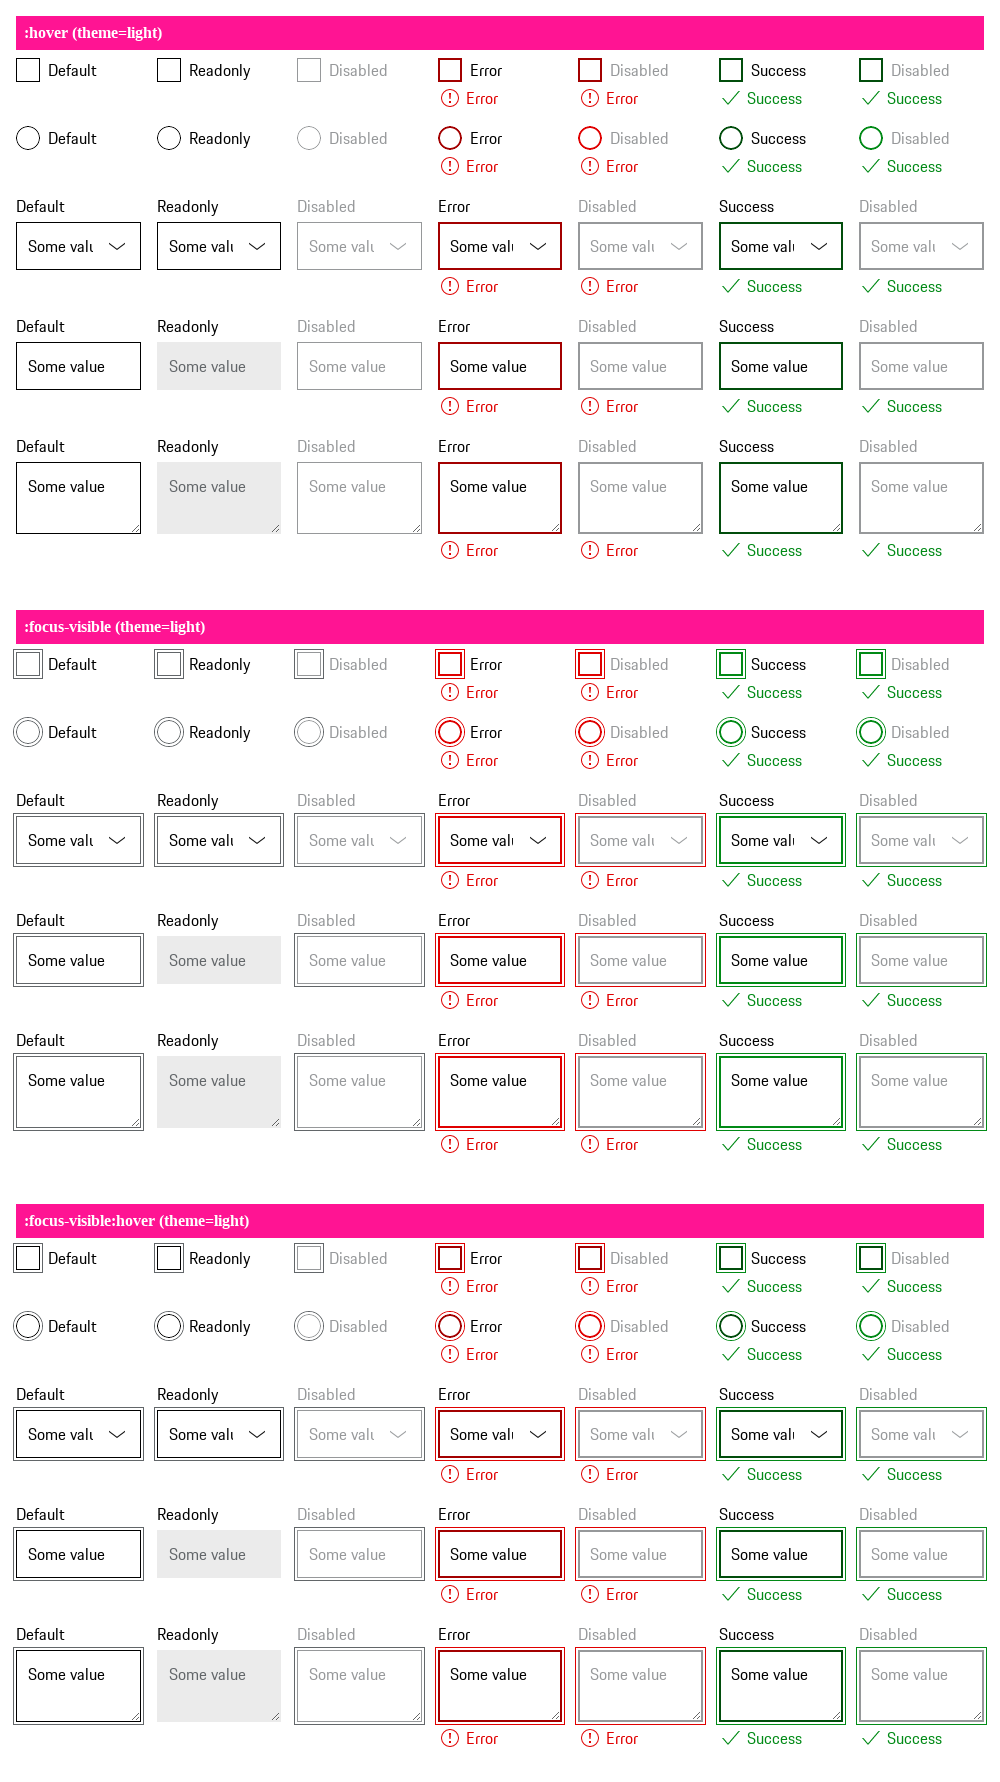 :hover (theme=light)
Default Readonly Disabled Error Disabled Success Disabled
Error Error Success Success
Default Readonly Disabled Error Disabled Success Disabled
Error Error Success Success
Default Readonly Disabled Error Disabled Success Disabled
Some valu Some valu Some valu Some valu Some valu Some valu Some valu
Error Error Success Success
Default Readonly Disabled Error Disabled Success Disabled
Some value Some value Some value Some value Some value Some value Some value
Error Error Success Success
Default Readonly Disabled Error Disabled Success Disabled
Some value Some value Some value Some value Some value Some value Some value
Error Error Success Success
:focus-visible (theme=light)
Default Readonly Disabled Error Disabled Success Disabled
Error Error Success Success
Default Readonly Disabled Error Disabled Success Disabled
Error Error Success Success
Default Readonly Disabled Error Disabled Success Disabled
Some valu Some valu Some valu Some valu Some valu Some valu Some valu
Error Error Success Success
Default Readonly Disabled Error Disabled Success Disabled
Some value Some value Some value Some value Some value Some value Some value
Error Error Success Success
Default Readonly Disabled Error Disabled Success Disabled
Some value Some value Some value Some value Some value Some value Some value
Error Error Success Success
:focus-visible:hover (theme=light)
Default Readonly Disabled Error Disabled Success Disabled
Error Error Success Success
Default Readonly Disabled Error Disabled Success Disabled
Error Error Success Success
Default Readonly Disabled Error Disabled Success Disabled
Some valu Some valu Some valu Some valu Some valu Some valu Some valu
Error Error Success Success
Default Readonly Disabled Error Disabled Success Disabled
Some value Some value Some value Some value Some value Some value Some value
Error Error Success Success
Default Readonly Disabled Error Disabled Success Disabled
Some value Some value Some value Some value Some value Some value Some value
Error Error Success Success